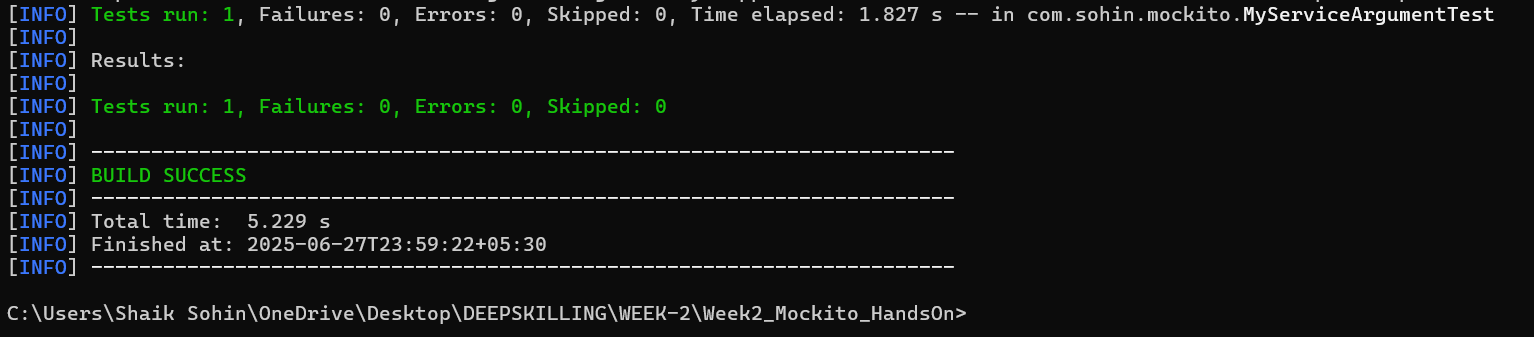 [INFO] Tests run: 1, Failures: 0, Errors: 0, Skipped: 0, Time elapsed: 1.827 s -- in com.sohin.mockito.MyServiceArgumentTest
[INFO]
[INFO] Results:
[INFO]
[INFO] Tests run: 1, Failures: 0, Errors: 0, Skipped: 0
[INFO]
[INFO] ------------------------------------------------------------------------
[INFO] BUILD SUCCESS
[INFO] ------------------------------------------------------------------------
[INFO] Total time:  5.229 s
[INFO] Finished at: 2025-06-27T23:59:22+05:30
[INFO] ------------------------------------------------------------------------
C:\Users\Shaik Sohin\OneDrive\Desktop\DEEPSKILLING\WEEK-2\Week2_Mockito_HandsOn>